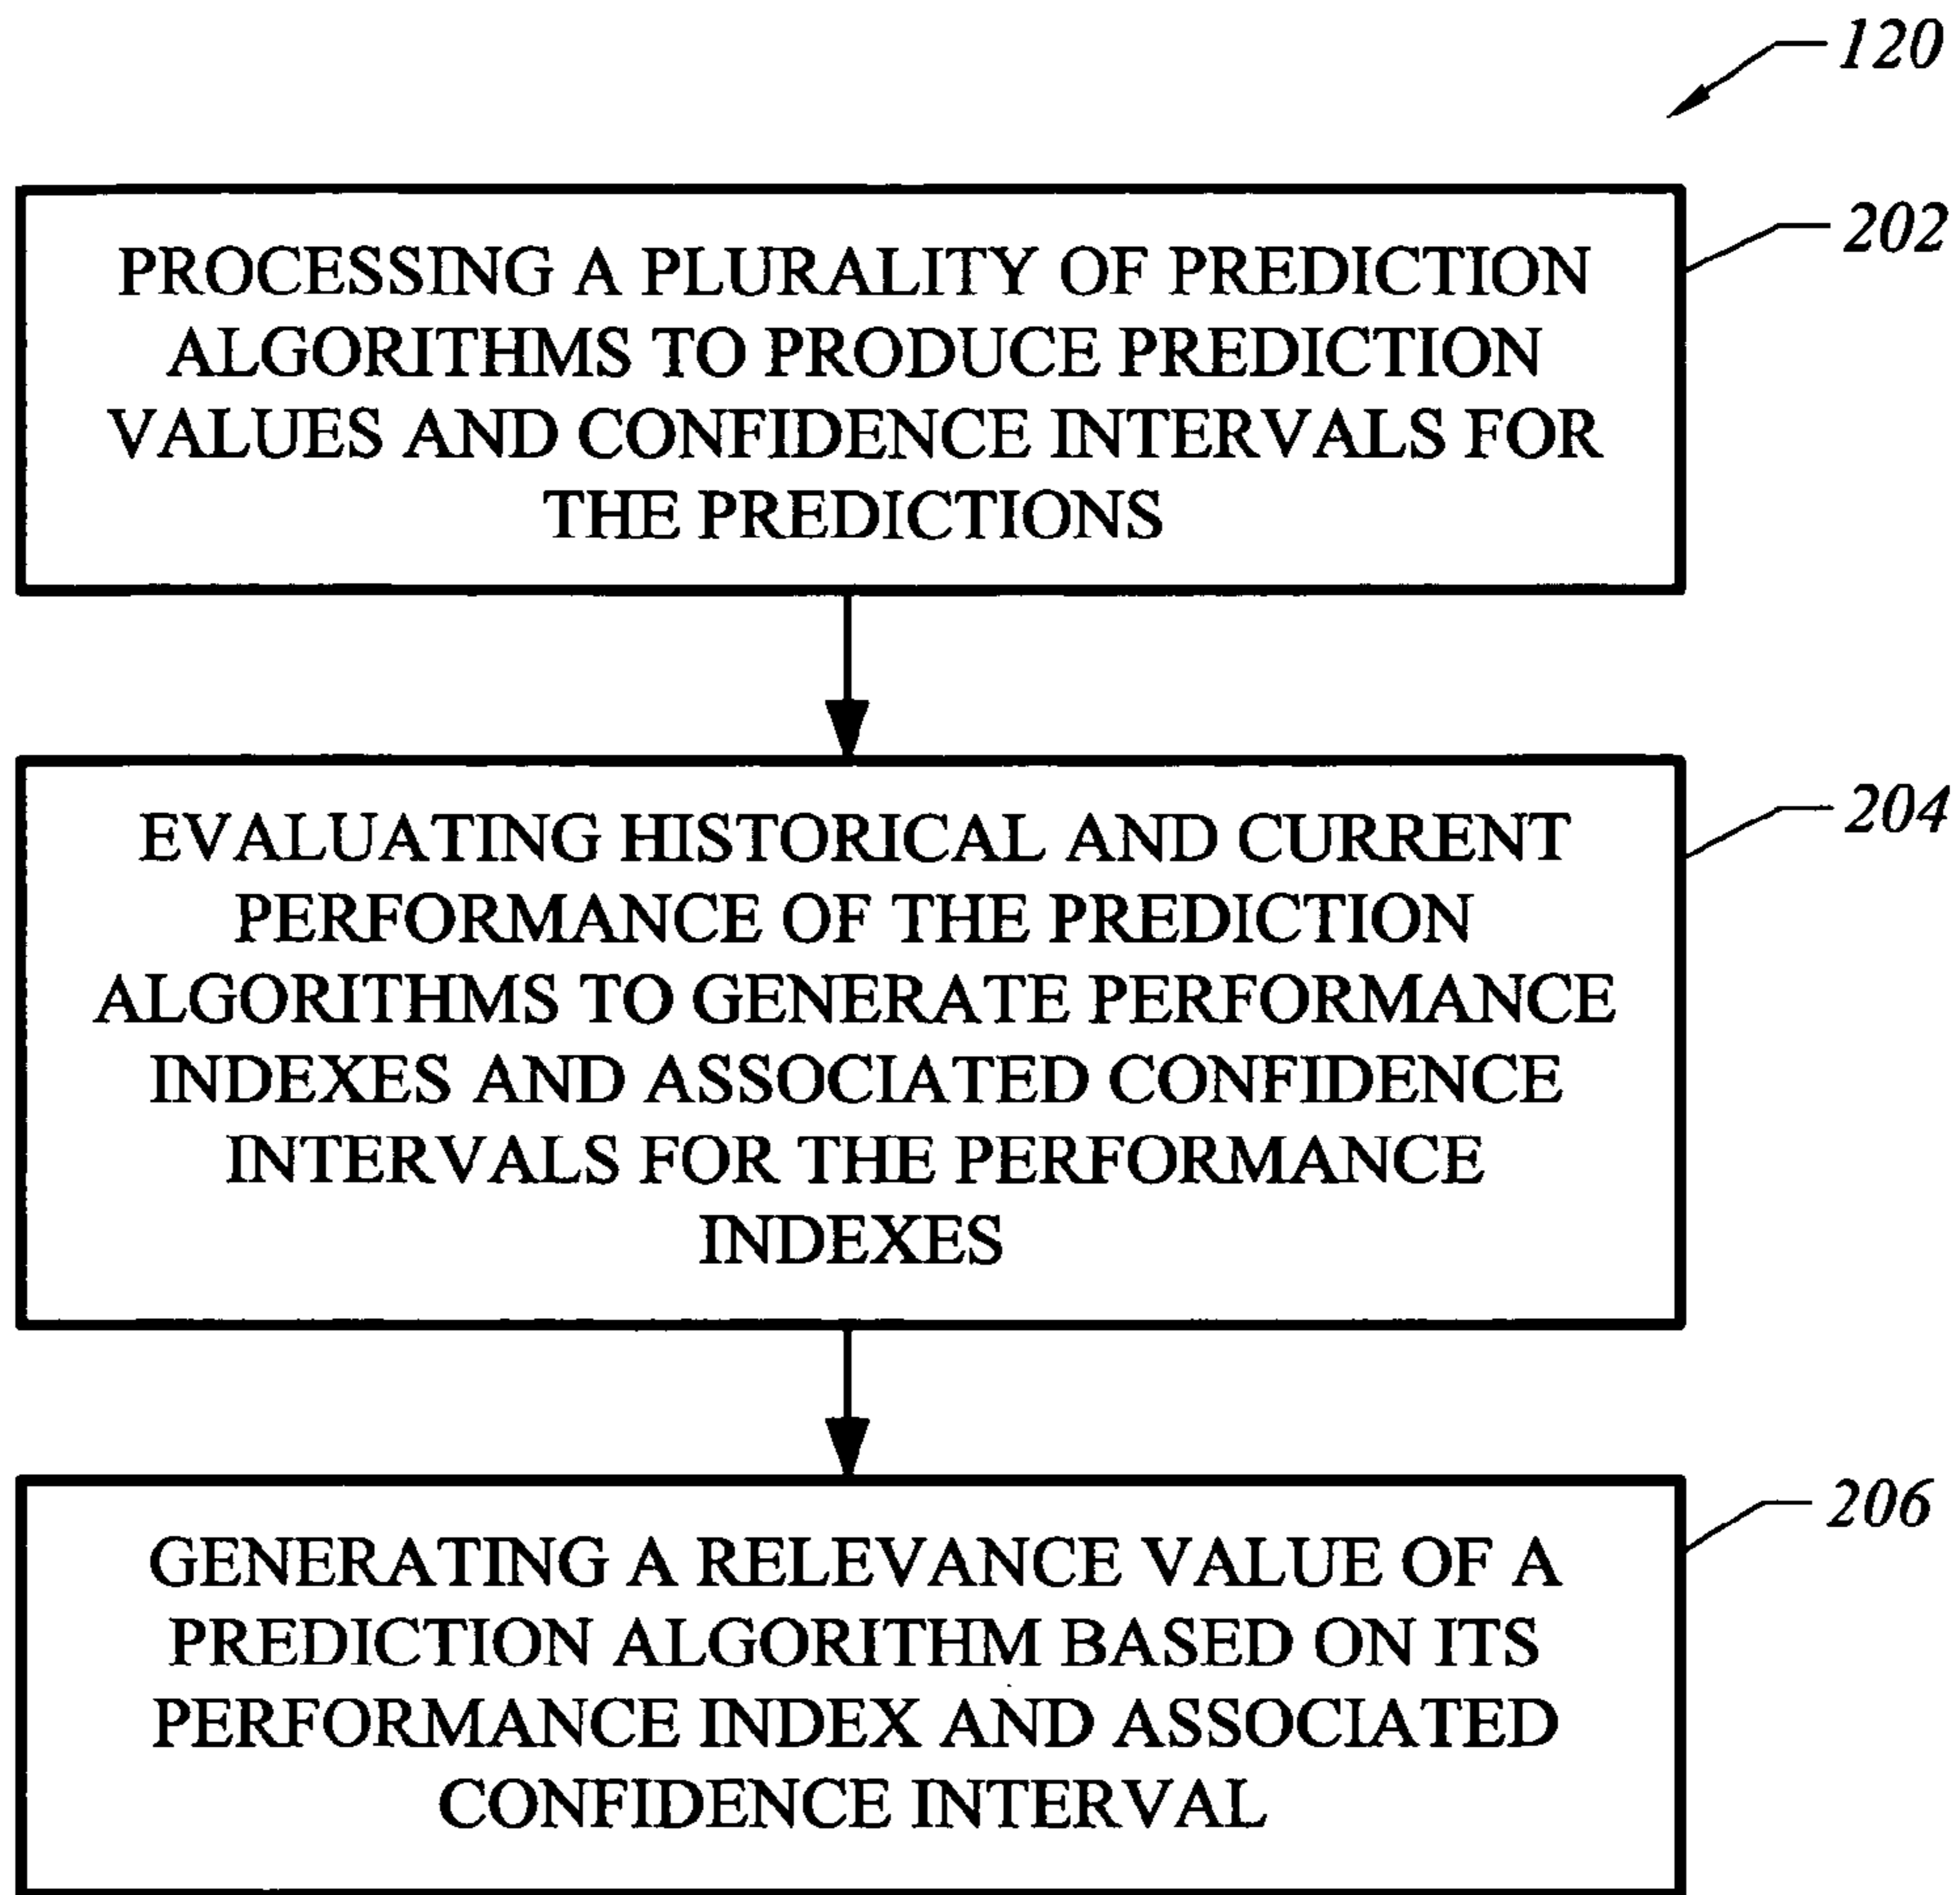 120
202
PROCESSING A PLURALITY OF PREDICTION
ALGORITHMS TO PRODUCE PREDICTION
VALUES AND CONFIDENCE INTERVALS FOR
THE PREDICTIONS
204
EVALUATING HISTORICAL AND CURRENT
PERFORMANCE OF THE PREDICTION
ALGORITHMS TO GENERATE PERFORMANCE
INDEXES AND ASSOCIATED CONFIDENCE
INTERVALS FOR THE PERFORMANCE
INDEXES
206
GENERATING A RELEVANCE VALUE OF A
PREDICTION ALGORITHM BASED ON ITS
PERFORMANCE INDEX AND ASSOCIATED
CONFIDENCE INTERVAL